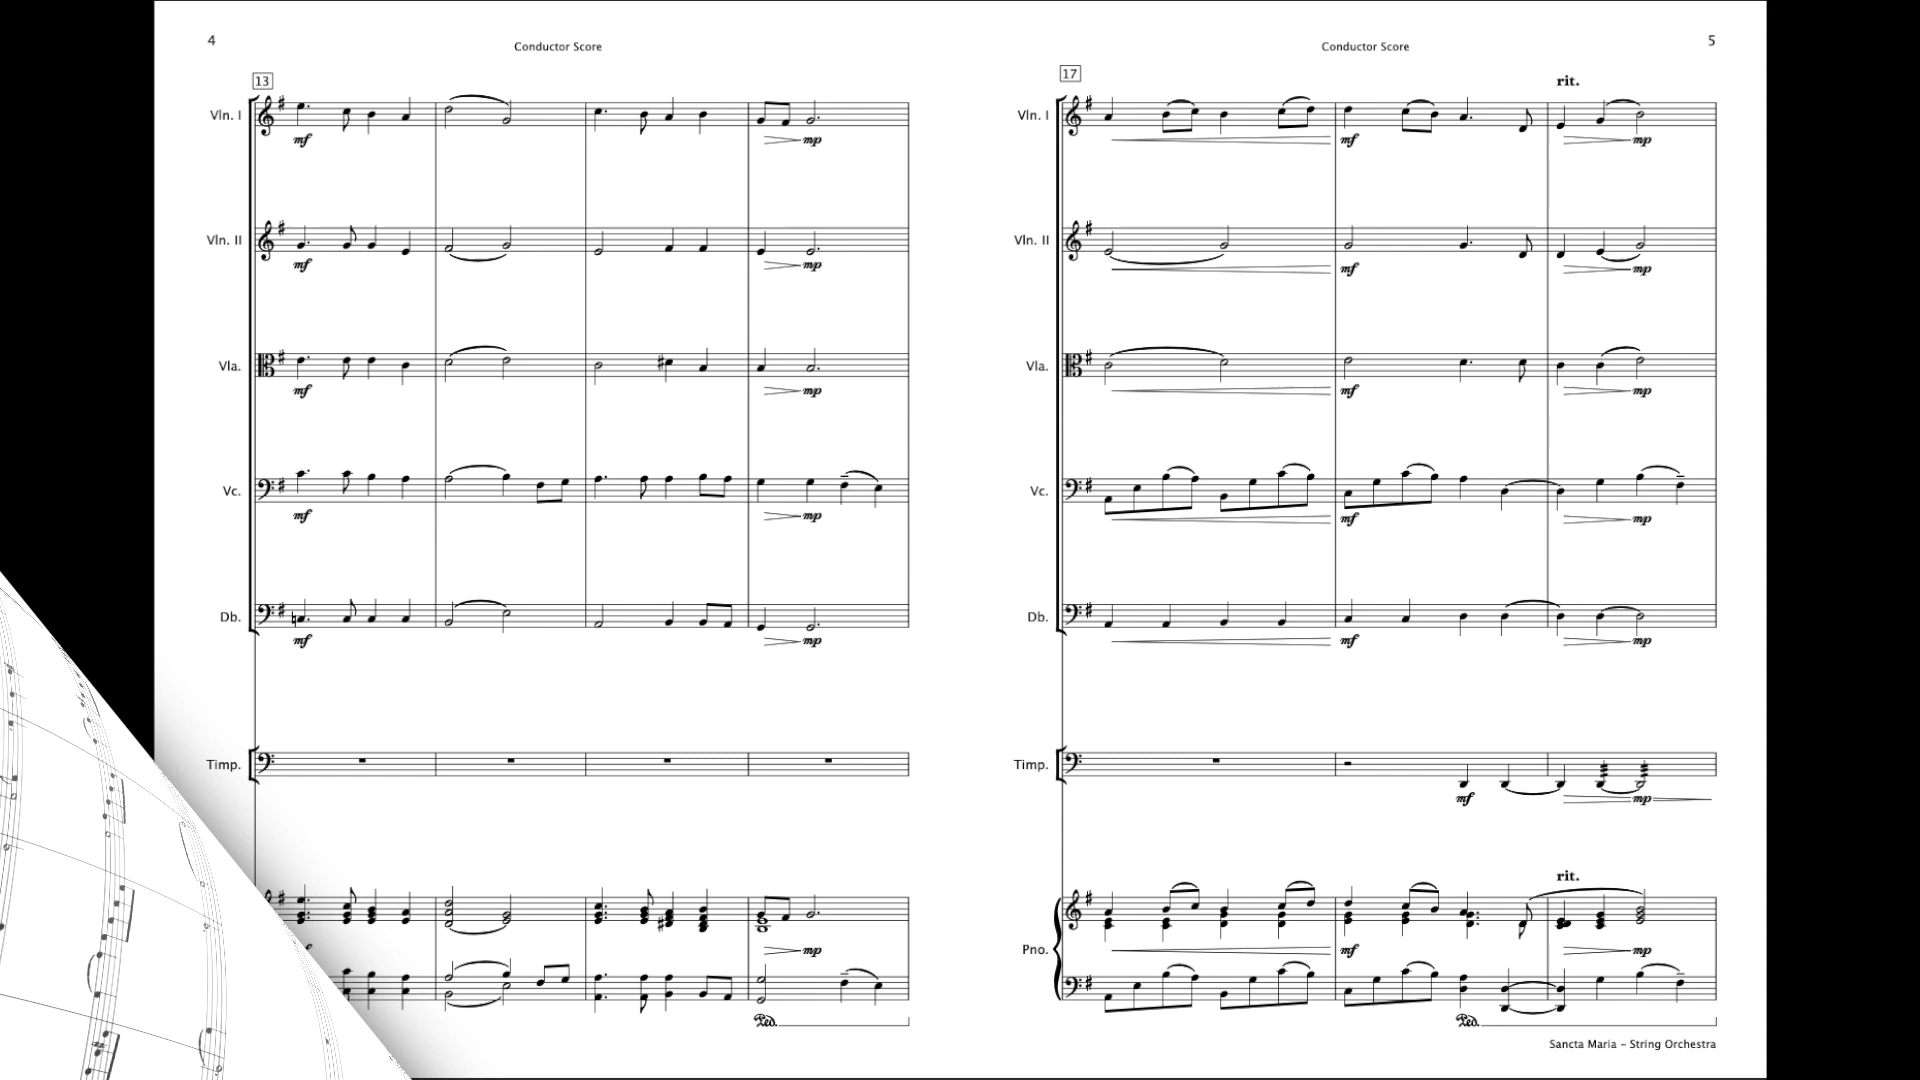 4
Conductor Score
13
Vln. I
mf
mp
Vln. II
mf
mp
Vla.
mf
mp
Vc.
mf
mp
Db.
mf
mp
Timp.
mp
Ped.
Conductor Score
5
17
rit.
Vln. I
mf
mp
Vln. II
mf
mp
Vla.
mf
mp
Vc.
mf
mp
Db.
mf
mp
Timp.
mf
mp
rit.
Pno.
mf
mp
Ped.
Sancta Maria – String Orchestra